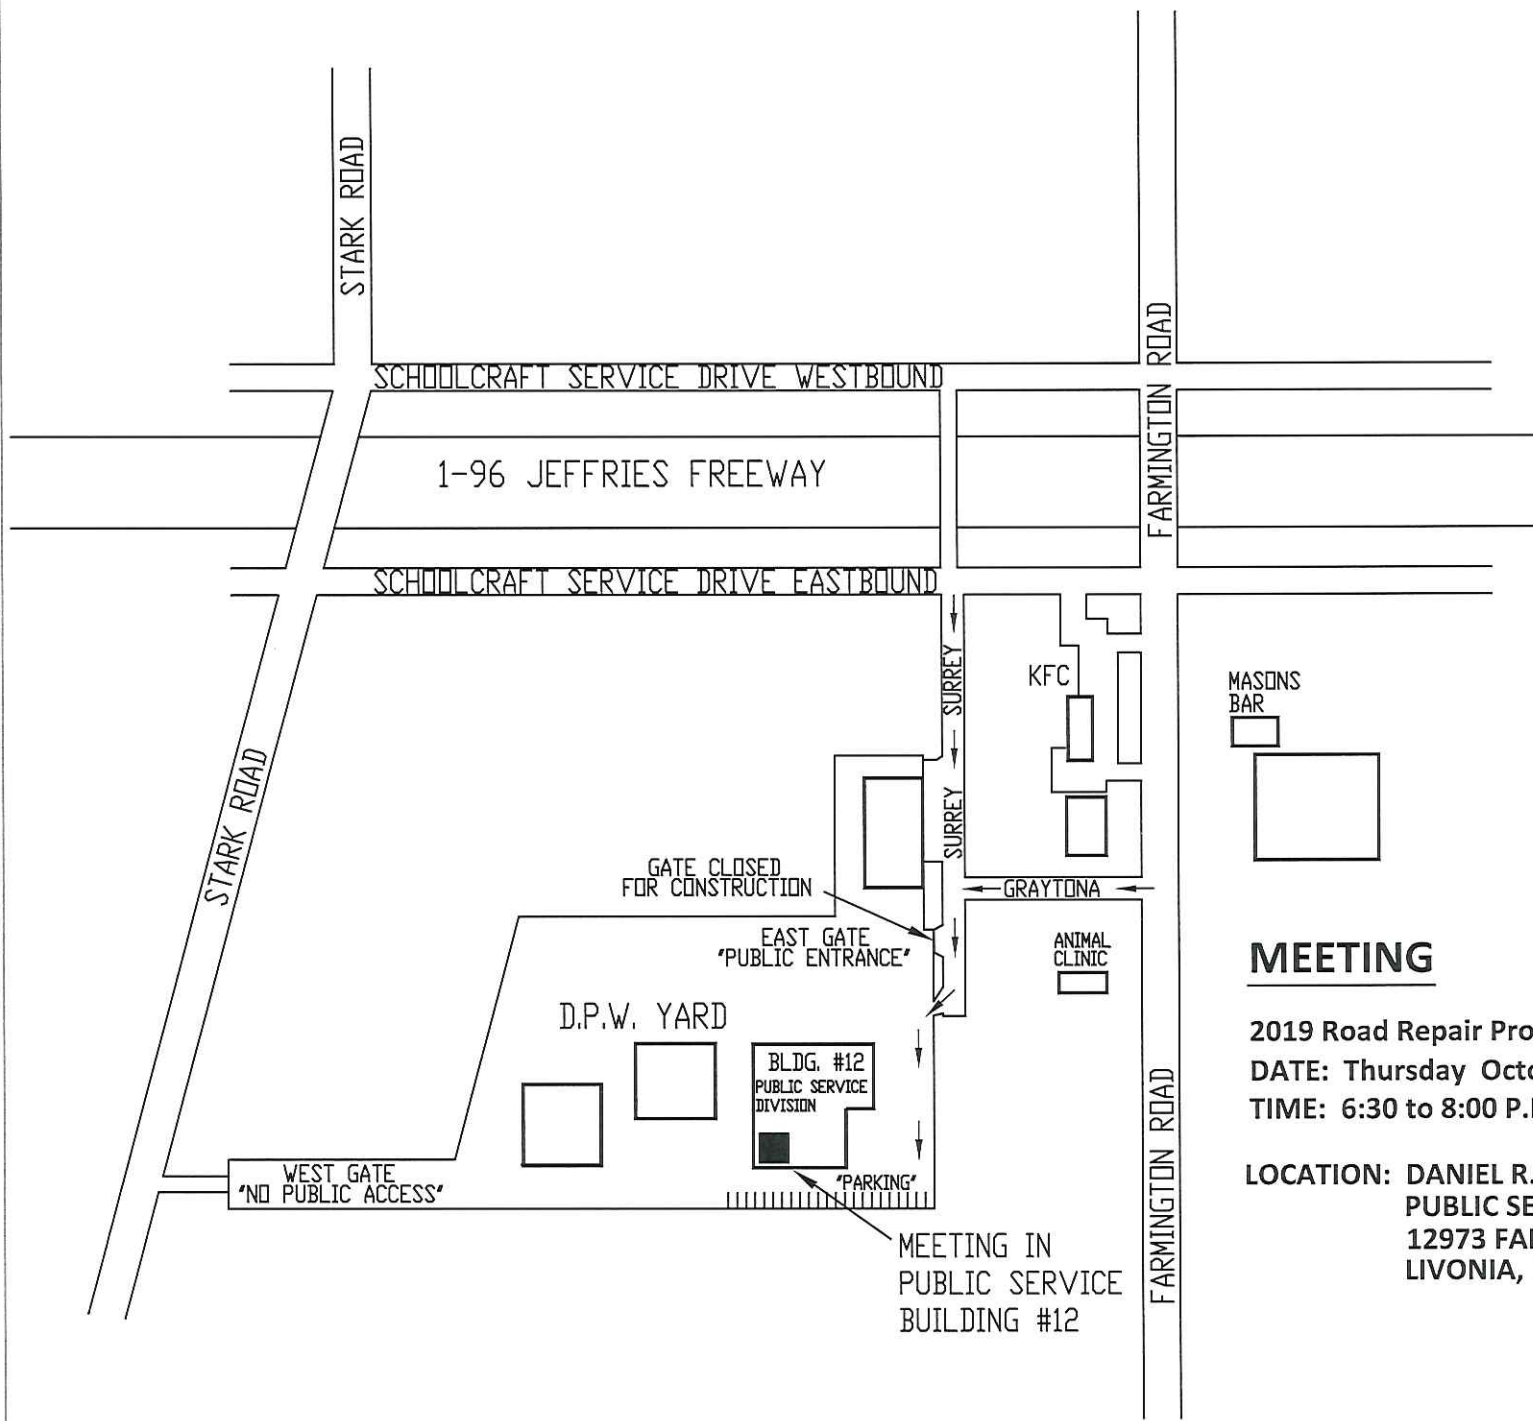 STARK ROAD
FARMINGTON ROAD
SCHOOLCRAFT SERVICE DRIVE WESTBOUND
1-96 JEFFRIES FREEWAY
SCHOOLCRAFT SERVICE DRIVE EASTBOUND
SURREY
KFC
MASONS
BAR
STARK ROAD
SURREY
GATE CLOSED
FOR CONSTRUCTION
GRAYTONA
EAST GATE
"PUBLIC ENTRANCE"
ANIMAL
CLINIC
D.P.W. YARD
BLDG. #12
PUBLIC SERVICE
DIVISION
WEST GATE
"NO PUBLIC ACCESS"
"PARKING"
MEETING IN
PUBLIC SERVICE
BUILDING #12
FARMINGTON ROAD
MEETING
2019 Road Repair Pro
DATE: Thursday Octo
TIME: 6:30 to 8:00 P.
LOCATION: DANIEL R.
PUBLIC SE
12973 FA
LIVONIA,